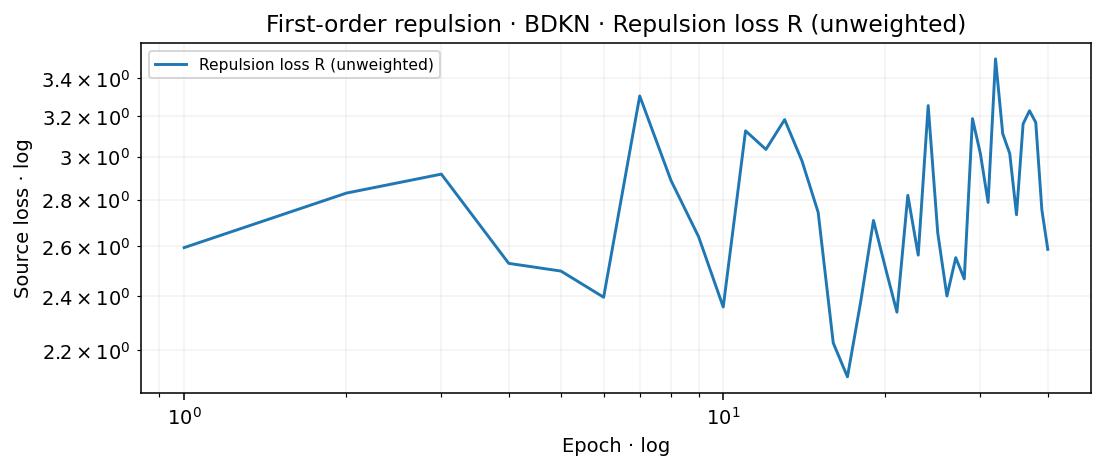 First-order repulsion · BDKN · Repulsion loss R (unweighted)
Repulsion loss R (unweighted)
Source loss · log
3.4 × 10⁰
3.2 × 10⁰
3 × 10⁰
2.8 × 10⁰
2.6 × 10⁰
2.4 × 10⁰
2.2 × 10⁰
10⁰ 10¹
Epoch · log